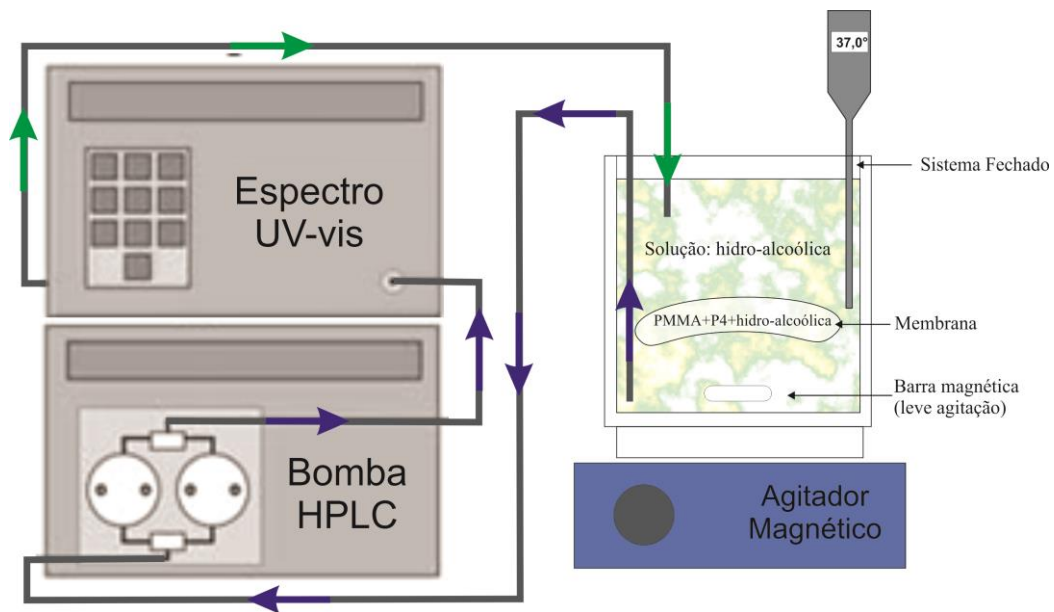 Espectro
UV-vis
Bomba
HPLC
37,0°
Sistema Fechado
Solução: hidro-alcoólica
PMMA+P4+hidro-alcoólica
Membrana
Barra magnética
(leve agitação)
Agitador
Magnético